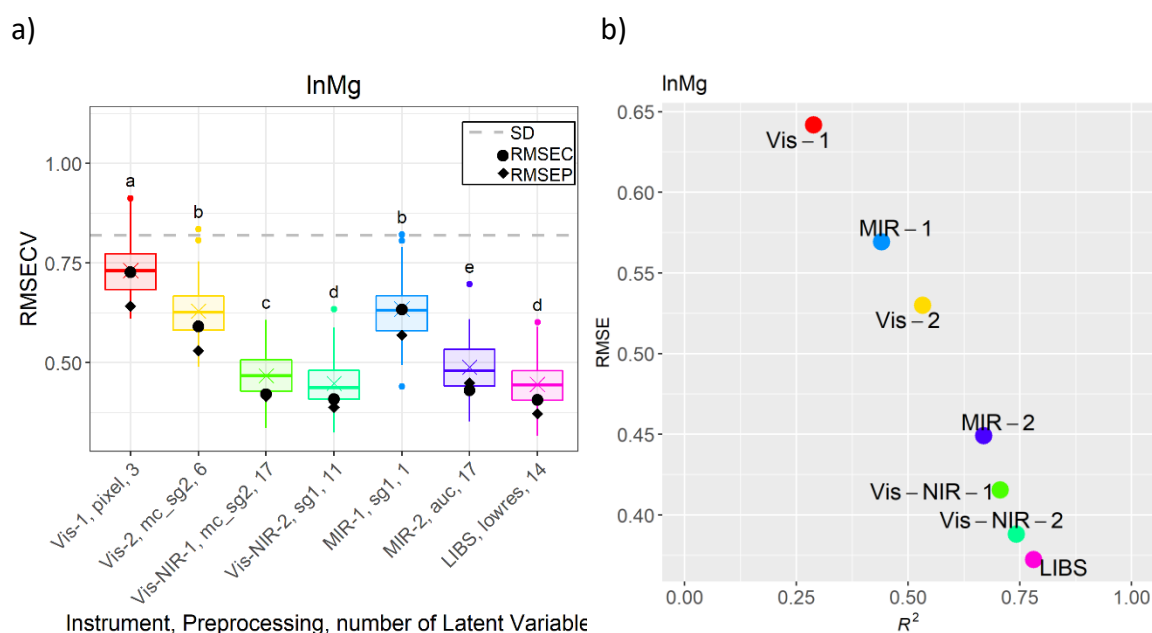 a)
lnMg
SD
RMSEC
RMSEP
1.00
0.75
0.50
RMSECV
a
b
c
d
b
e
d
Vis-1, pixel, 3
Vis-2, mc_sg2, 6
Vis-NIR-1, mc_sg2, 17
Vis-NIR-2, sg1, 11
MIR-1, sg1, 1
MIR-2, auc, 17
LIBS, lowres, 14
Instrument, Preprocessing, number of Latent Variable
b)
lnMg
0.65
0.60
0.55
0.50
0.45
0.40
RMSE
Vis−1
MIR−1
Vis−2
MIR−2
Vis−NIR−1
Vis−NIR−2
LIBS
0.00
0.25
0.50
0.75
1.00
R²